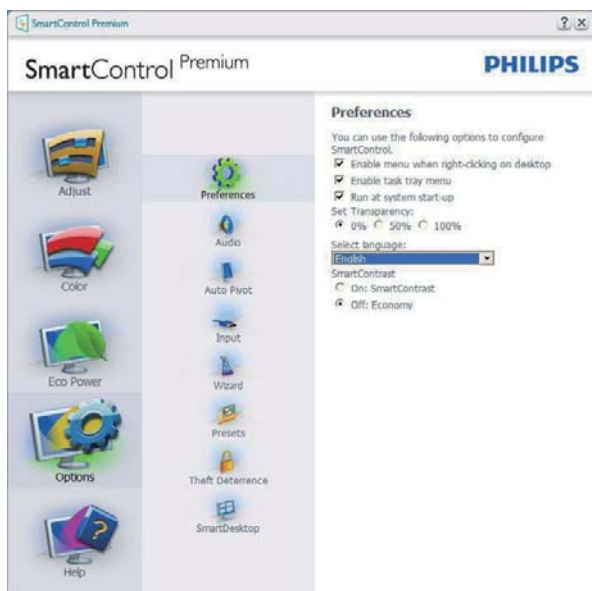 SmartControl Premium
SmartControl Premium
PHILIPS
Adjust
Color
Eco Power
Options
Help
Preferences
Audio
Auto Pivot
Input
Wizard
Presets
Theft Deterrence
SmartDesktop
Preferences
You can use the following options to configure
SmartControl.
Enable menu when right-clicking on desktop
Enable task tray menu
Run at system start-up
Set Transparency:
0% 50% 100%
Select language:
English
SmartContrast
On: SmartContrast
Off: Economy